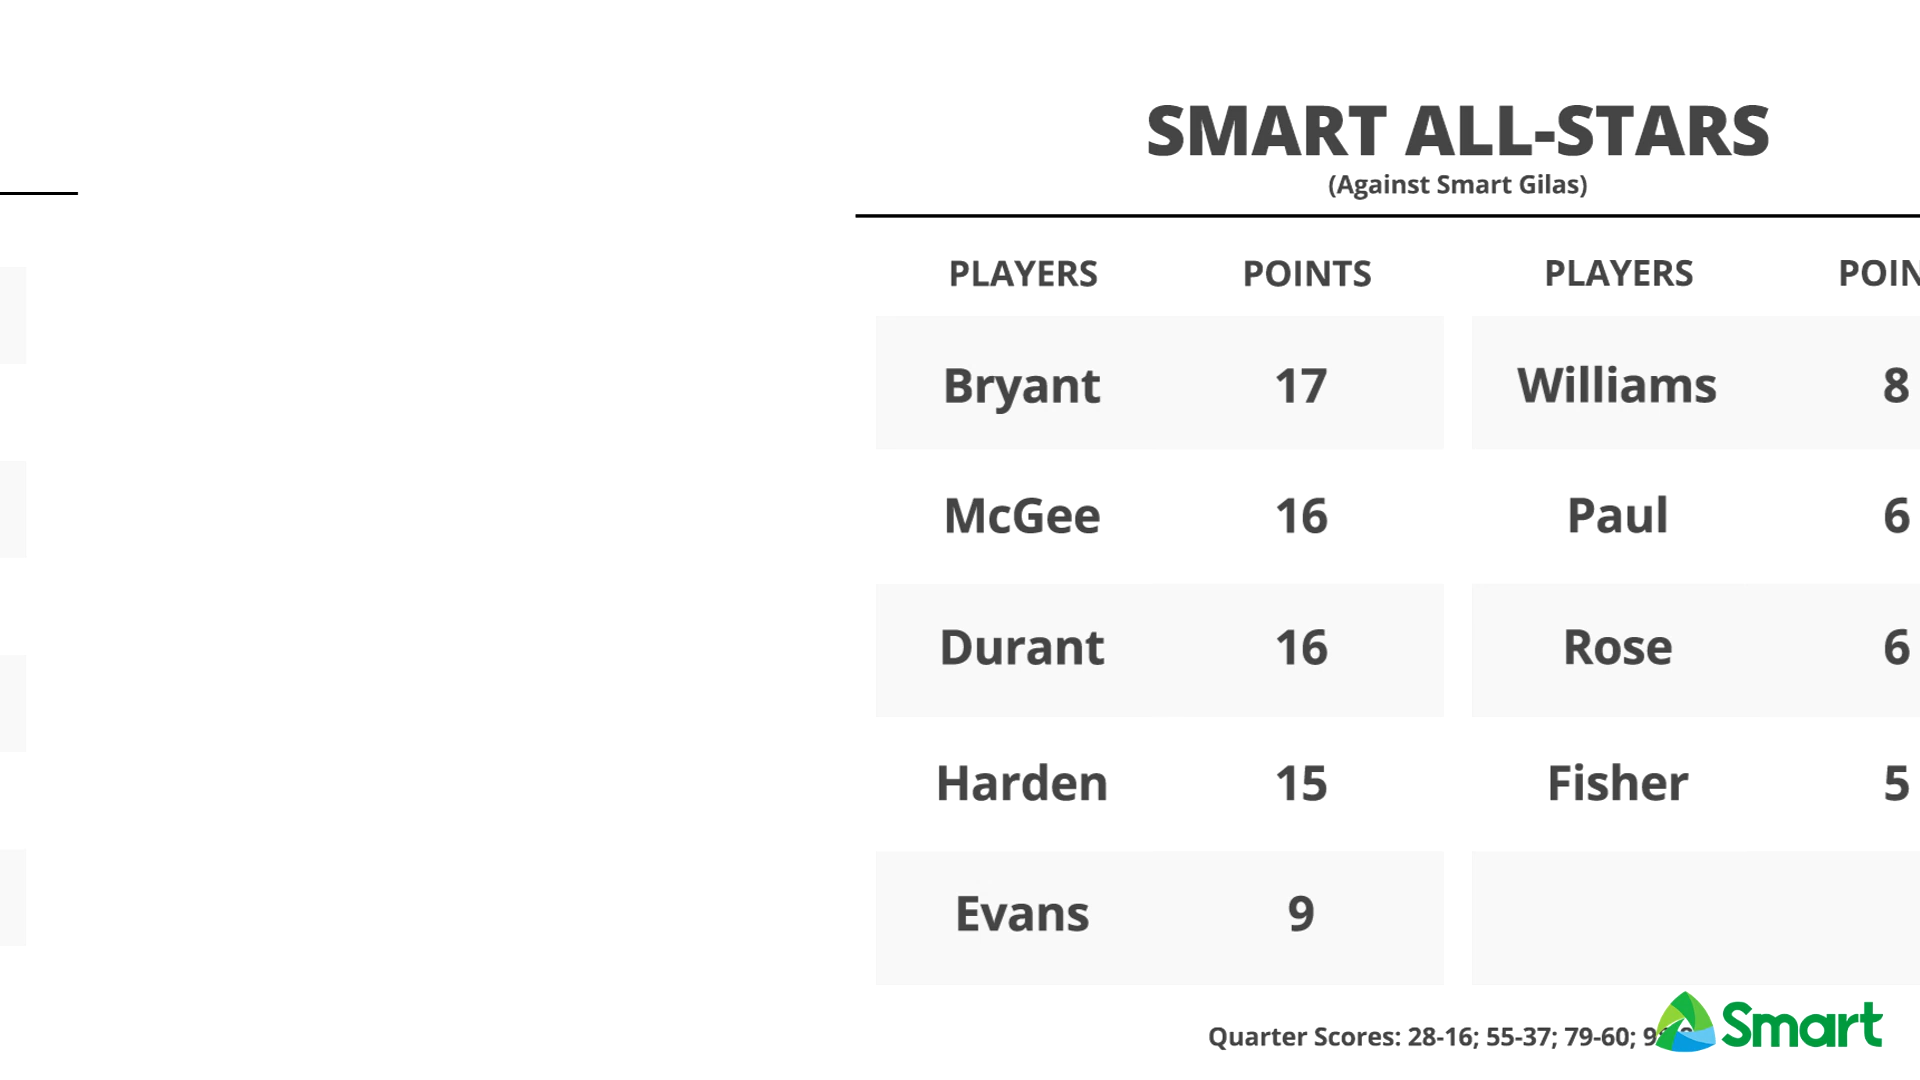 SMART ALL-STARS
(Against Smart Gilas)
PLAYERS POINTS PLAYERS
Bryant 17 Williams 8
McGee 16 Paul 6
Durant 16 Rose 6
Harden 15 Fisher 5
Evans 9
Quarter Scores: 28-16; 55-37; 79-60;
Smart